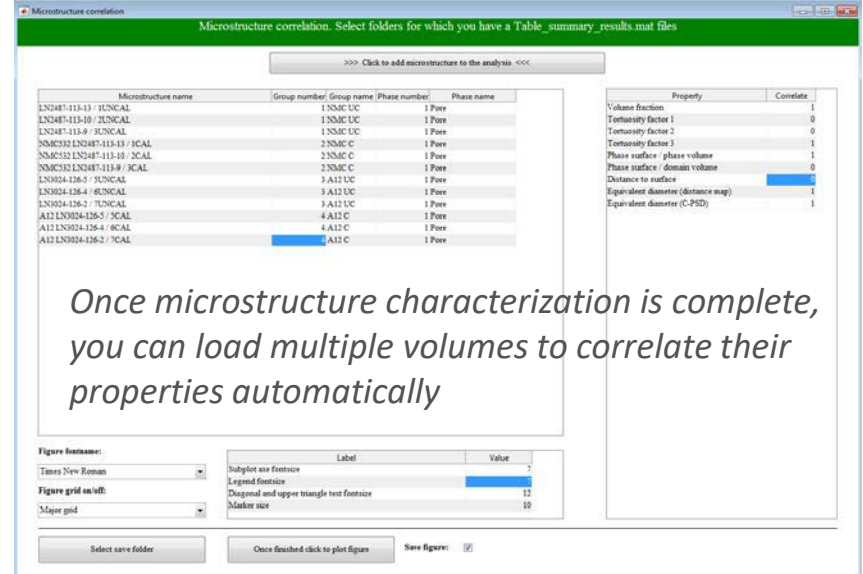 Microstructure correlation
Microstructure correlation. Select folders for which you have a Table_summary_results.mat files
>>> Click to add microstructure to the analysis <<<
Microstructure name Group number Group name Phase number Phase name
LN2487-113-13 / 1UNCAL 1 NMC UC 1 Pore
LN2487-113-10 / 2UNCAL 1 NMC UC 1 Pore
LN2487-113-9 / 3UNCAL 1 NMC UC 1 Pore
NMC532 LN2487-113-13 / 1CAL 2 NMC C 1 Pore
NMC532 LN2487-113-10 / 2CAL 2 NMC C 1 Pore
NMC532 LN2487-113-9 / 3CAL 2 NMC C 1 Pore
LN3024-126-5 / 5UNCAL 3 A12 UC 1 Pore
LN3024-126-4 / 6UNCAL 3 A12 UC 1 Pore
LN3024-126-2 / 7UNCAL 3 A12 UC 1 Pore
A12 LN3024-126-5 / 5CAL 4 A12 C 1 Pore
A12 LN3024-126-4 / 6CAL 4 A12 C 1 Pore
A12 LN3024-126-2 / 7CAL 4 A12 C 1 Pore
Property Correlate
Volume fraction 1
Tortuosity factor 1 0
Tortuosity factor 2 0
Tortuosity factor 3 1
Phase surface / phase volume 1
Phase surface / domain volume 0
Distance to surface 0
Equivalent diameter (distance map) 1
Equivalent diameter (C-PSD) 1
Once microstructure characterization is complete,
you can load multiple volumes to correlate their
properties automatically
Figure fontname:
Times New Roman
Figure grid on/off:
Major grid
Label Value
Subplot axe fontsize 7
Legend fontsize 7
Diagonal and upper triangle text fontsize 12
Marker size 10
Select save folder
Once finished click to plot figure
Save figure: